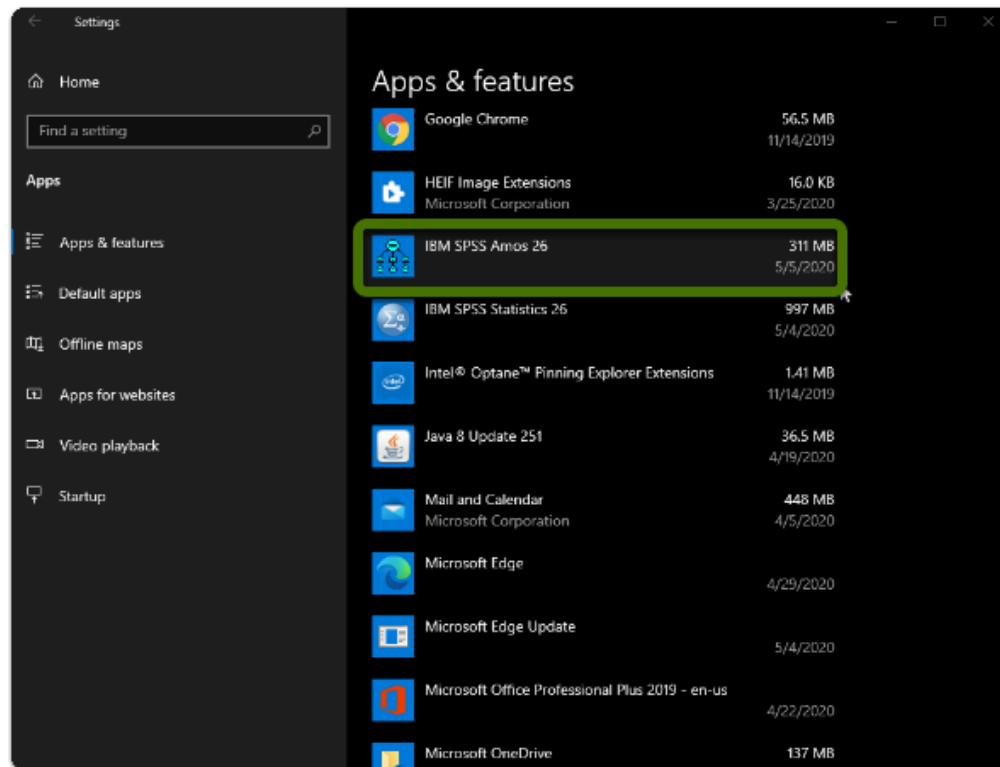 Settings
Home
Find a setting
Apps
Apps & features
Default apps
Offline maps
Apps for websites
Video playback
Startup
Apps & features
Google Chrome 56.5 MB
11/14/2019
HEIF Image Extensions 16.0 KB
Microsoft Corporation 3/25/2020
IBM SPSS Amos 26 311 MB
5/5/2020
IBM SPSS Statistics 26 997 MB
5/4/2020
intel
Intel® Optane™ Pinning Explorer Extensions 1.41 MB
11/14/2019
Java 8 Update 251 36.5 MB
4/19/2020
Mail and Calendar 448 MB
Microsoft Corporation 4/5/2020
Microsoft Edge
4/29/2020
Microsoft Edge Update
5/4/2020
Microsoft Office Professional Plus 2019 - en-us
4/22/2020
Microsoft OneDrive 137 MB